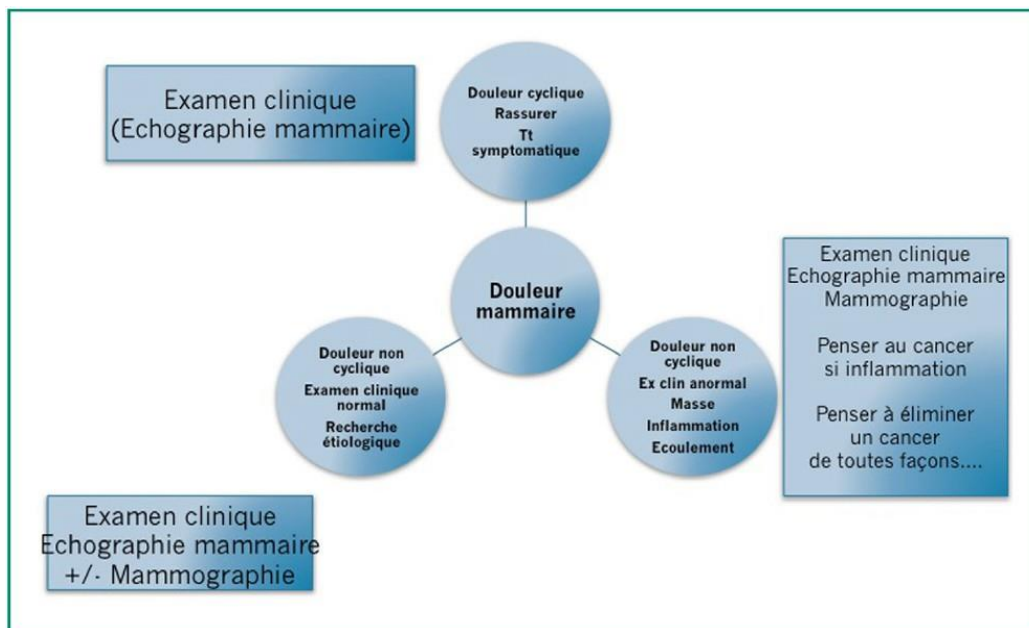 Examen clinique
(Echographie mammaire)
Douleur cyclique
Rassurer
Tt
symptomatique
Douleur
mammaire
Douleur non
cyclique
Examen clinique
normal
Recherche
étiologique
Douleur non
cyclique
Ex clin anormal
Masse
Inflammation
Ecoulement
Examen clinique
Echographie mammaire
Mammographie
Penser au cancer
si inflammation
Penser à éliminer
un cancer
de toutes façons....
Examen clinique
Echographie mammaire
+/- Mammographie